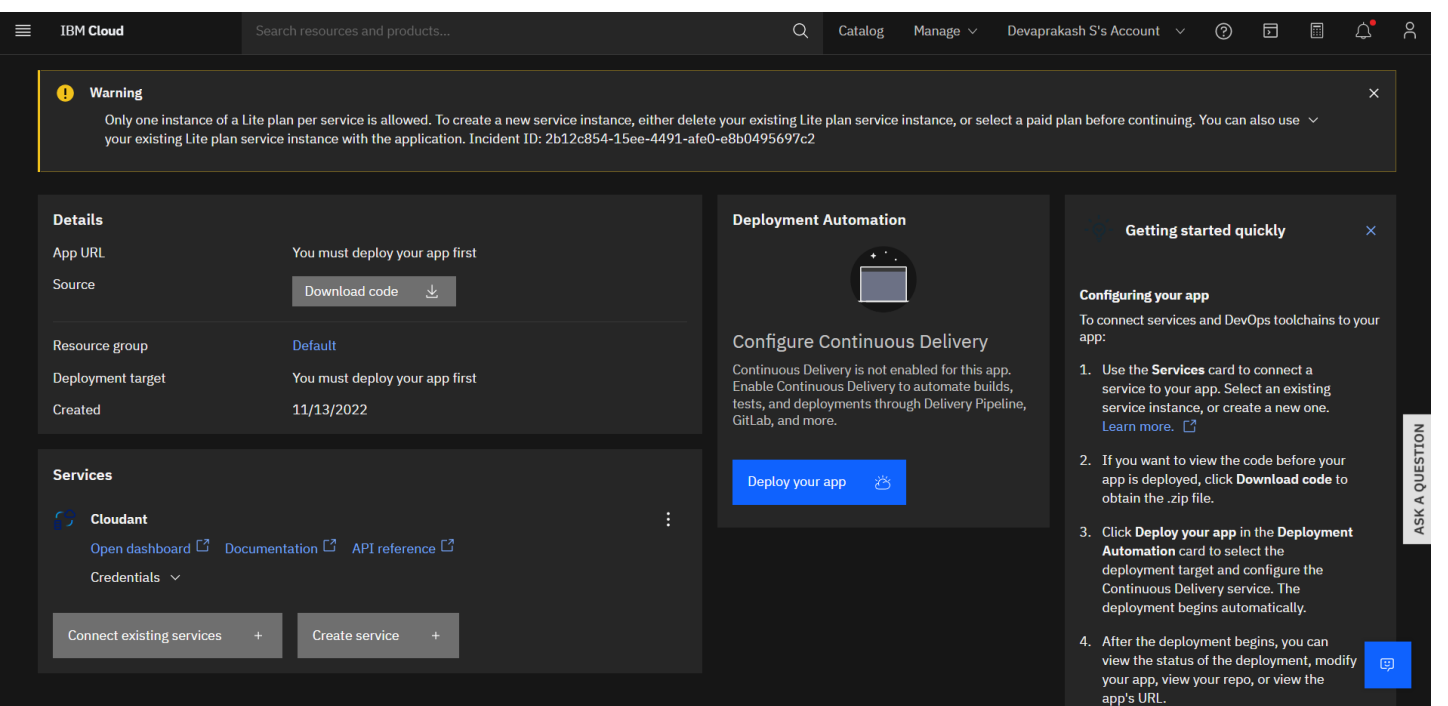 IBM Cloud
Search resources and products...
Catalog
Manage
Devaprakash S's Account
Warning
Only one instance of a Lite plan per service is allowed. To create a new service instance, either delete your existing Lite plan service instance, or select a paid plan before continuing. You can also use
your existing Lite plan service instance with the application. Incident ID: 2b12c854-15ee-4491-afe0-e8b0495697c2
Details
App URL
You must deploy your app first
Source
Download code
Resource group
Default
Deployment target
You must deploy your app first
Created
11/13/2022
Services
Cloudant
Open dashboard
Documentation
API reference
Credentials
Connect existing services +
Create service +
Deployment Automation
Configure Continuous Delivery
Continuous Delivery is not enabled for this app.
Enable Continuous Delivery to automate builds,
tests, and deployments through Delivery Pipeline,
GitLab, and more.
Deploy your app
Getting started quickly
Configuring your app
To connect services and DevOps toolchains to your
app:
1. Use the Services card to connect a
service to your app. Select an existing
service instance, or create a new one.
Learn more.
2. If you want to view the code before your
app is deployed, click Download code to
obtain the .zip file.
3. Click Deploy your app in the Deployment
Automation card to select the
deployment target and configure the
Continuous Delivery service. The
deployment begins automatically.
4. After the deployment begins, you can
view the status of the deployment, modify
your app, view your repo, or view the
app's URL.
ASK A QUESTION